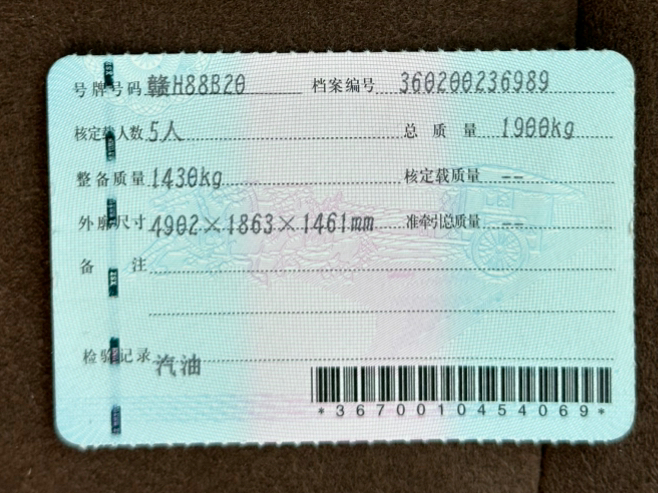 号牌号码 赣H88B20 档案编号 360200236989
核定载人数 5人 总质量 1900kg
整备质量 1430kg 核定载质量 --
外廓尺寸 4902×1863×1461mm 准牵引总质量 --
备注
检验记录 汽油
*3670010454069*